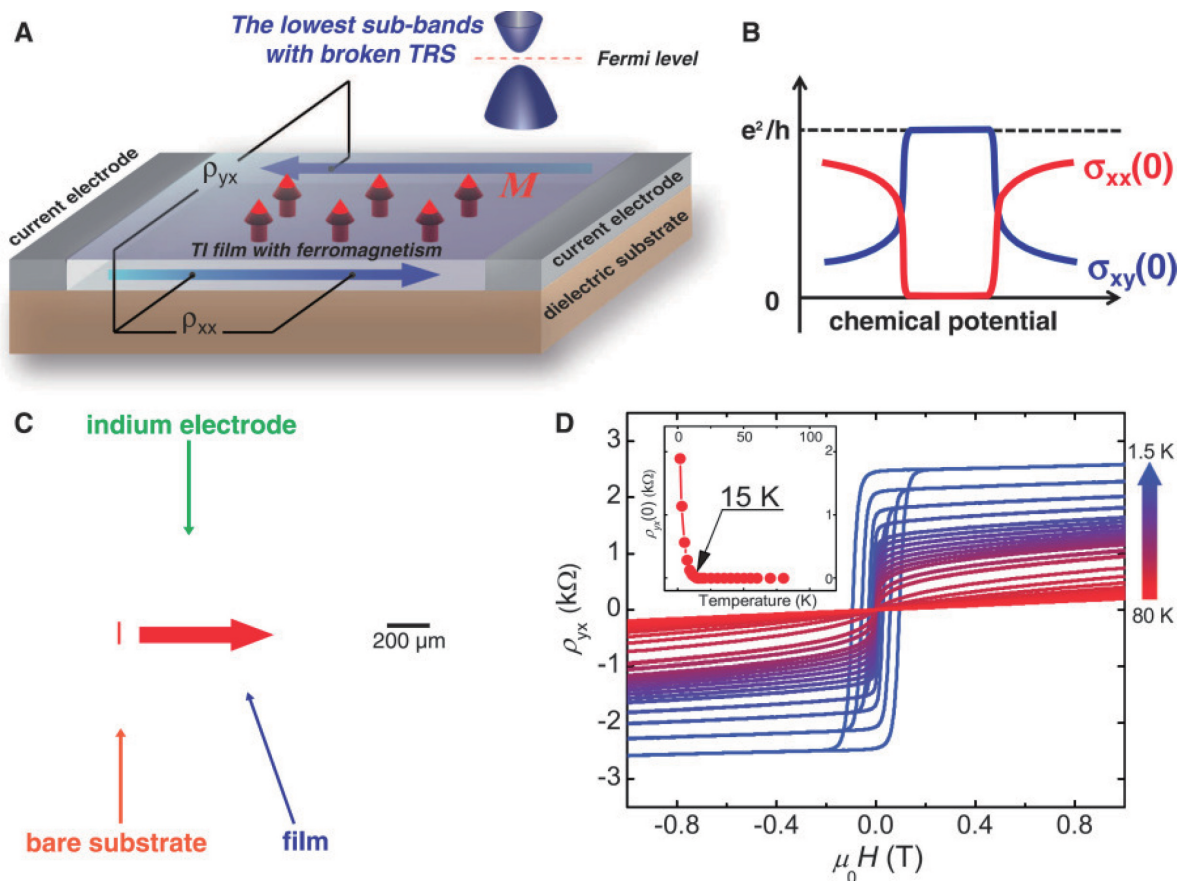 A
The lowest sub-bands
with broken TRS
Fermi level
current electrode
ρyx
M
TI film with ferromagnetism
ρxx
current electrode
dielectric substrate
B
e²/h
σxx(0)
σxy(0)
0
chemical potential
C
indium electrode
I
200 μm
bare substrate
film
D
3
2
1
0
-1
-2
-3
ρyx (kΩ)
-0.8
-0.4
0.0
0.4
0.8
μ0H (T)
0
50
100
2
1
0
ρyx(0) (kΩ)
15 K
Temperature (K)
1.5 K
80 K